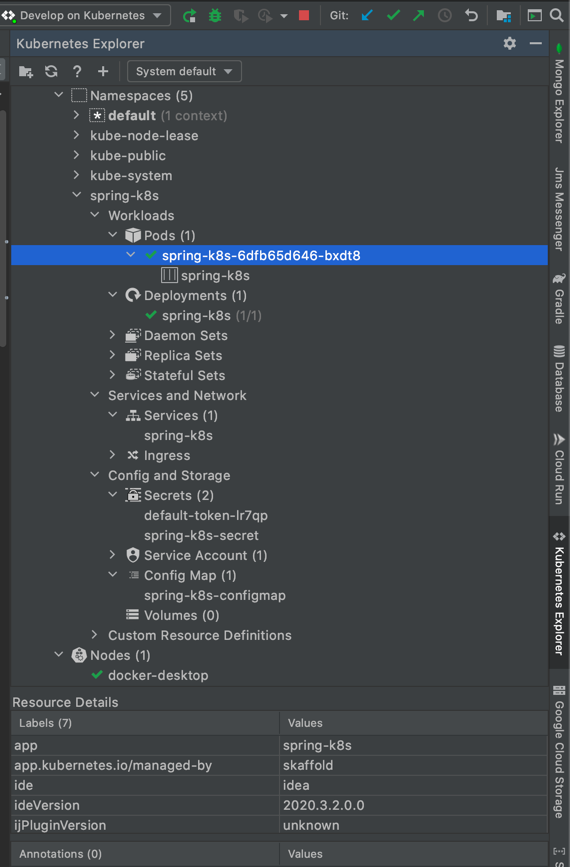 Develop on Kubernetes
Git:
Kubernetes Explorer
System default
Namespaces (5)
default (1 context)
kube-node-lease
kube-public
kube-system
spring-k8s
Workloads
Pods (1)
spring-k8s-6dfb65d646-bxdt8
spring-k8s
Deployments (1)
spring-k8s (1/1)
Daemon Sets
Replica Sets
Stateful Sets
Services and Network
Services (1)
spring-k8s
Ingress
Config and Storage
Secrets (2)
default-token-lr7qp
spring-k8s-secret
Service Account (1)
Config Map (1)
spring-k8s-configmap
Volumes (0)
Custom Resource Definitions
Nodes (1)
docker-desktop
Resource Details
Labels (7) Values
app spring-k8s
app.kubernetes.io/managed-by skaffold
ide idea
ideVersion 2020.3.2.0.0
ijPluginVersion unknown
Annotations (0) Values
Mongo Explorer
Jms Messenger
Gradle
Database
Cloud Run
Kubernetes Explorer
Google Cloud Storage